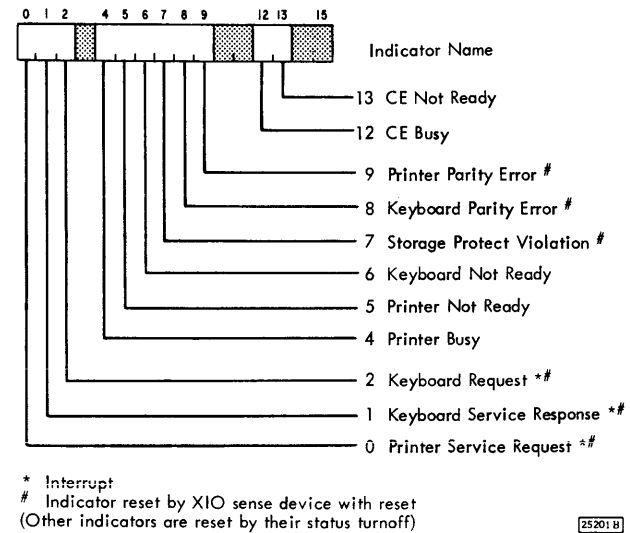 0 1 2 4 5 6 7 8 9 12 13 15
Indicator Name
13 CE Not Ready
12 CE Busy
9 Printer Parity Error #
8 Keyboard Parity Error #
7 Storage Protect Violation #
6 Keyboard Not Ready
5 Printer Not Ready
4 Printer Busy
2 Keyboard Request *#
1 Keyboard Service Response *#
0 Printer Service Request *#
* Interrupt
# Indicator reset by XIO sense device with reset
(Other indicators are reset by their status turnoff)
25201B